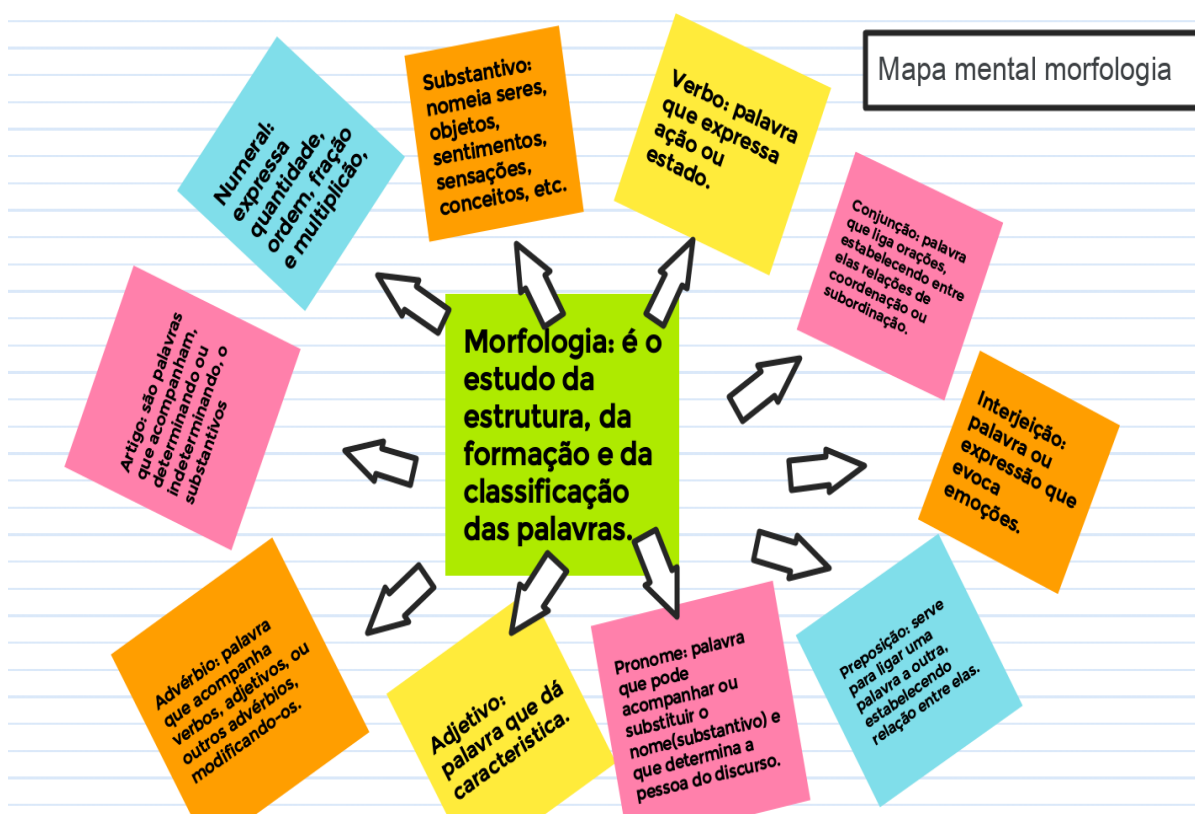 Mapa mental morfologia
Numeral:
expressa
quantidade,
ordem, fração
e multiplicão,
Substantivo:
nomeia seres,
objetos,
sentimentos,
sensações,
conceitos, etc.
Verbo: palavra
que expressa
ação ou
estado.
Conjunção: palavra
que liga orações,
estabelecendo entre
elas relações de
coordenação ou
subordinação.
Artigo: são palavras
que acompanham,
determinando ou
indeterminando, o
substantivos
Morfologia: é o
estudo da
estrutura, da
formação e da
classificação
das palavras.
Interjeição:
palavra ou
expressão que
evoca
emoções.
Advérbio: palavra
que acompanha
verbos, adjetivos, ou
outros advérbios,
modificando-os.
Adjetivo:
palavra que dá
caracteristica.
Pronome: palavra
que pode
acompanhar ou
substituir o
nome(substantivo) e
que determina a
pessoa do discurso.
Preposição: serve
para ligar uma
palavra a outra,
estabelecendo
relação entre elas.